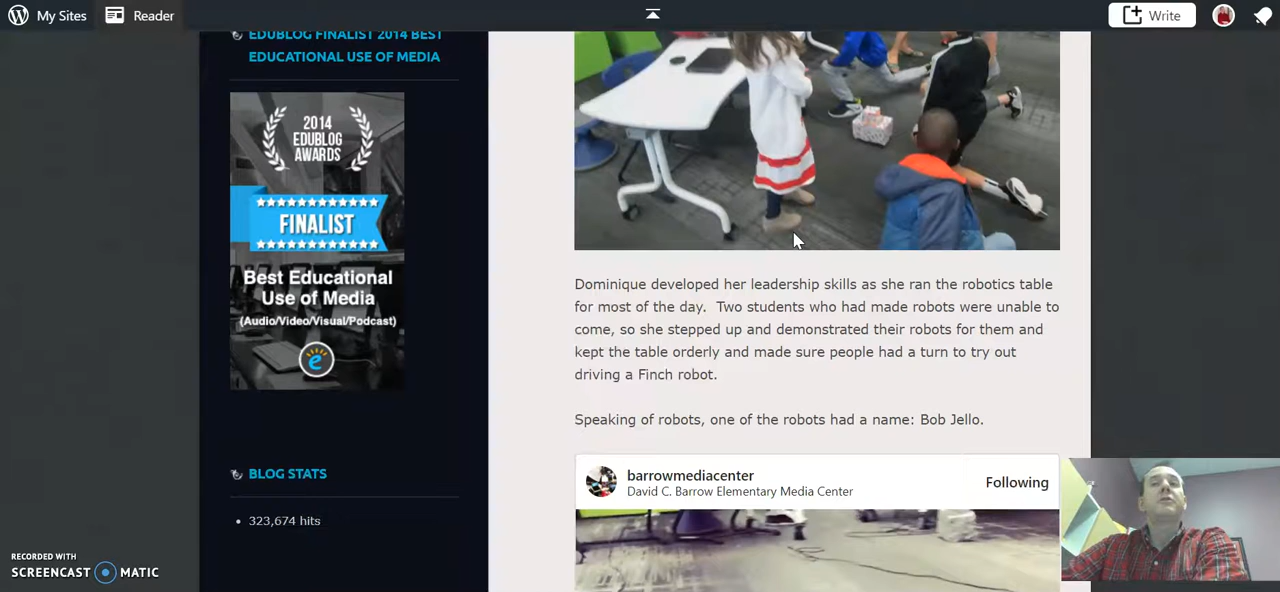 My Sites
Reader
Write
EDUBLOG FINALIST 2014 BEST
EDUCATIONAL USE OF MEDIA
2014
EDUBLOG
AWARDS
FINALIST
Best Educational
Use of Media
(Audio/Video/Visual/Podcast)
e
BLOG STATS
323,674 hits
Dominique developed her leadership skills as she ran the robotics table
for most of the day.  Two students who had made robots were unable to
come, so she stepped up and demonstrated their robots for them and
kept the table orderly and made sure people had a turn to try out
driving a Finch robot.
Speaking of robots, one of the robots had a name: Bob Jello.
barrowmediacenter
David C. Barrow Elementary Media Center
Following
RECORDED WITH
SCREENCAST MATIC